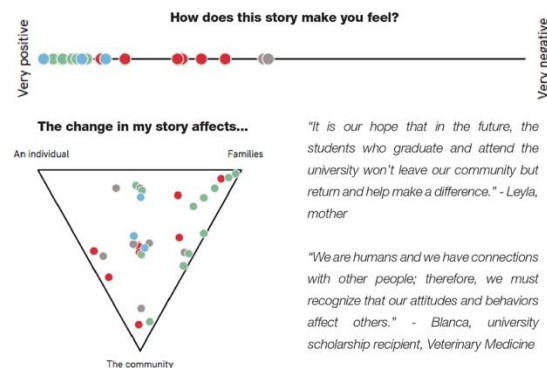 How does this story make you feel?
Very positive
Very negative
The change in my story affects...
An individual
Families
The community
"It is our hope that in the future, the
students who graduate and attend the
university won't leave our community but
return and help make a difference." - Leyla,
mother
"We are humans and we have connections
with other people; therefore, we must
recognize that our attitudes and behaviors
affect others." - Blanca, university
scholarship recipient, Veterinary Medicine